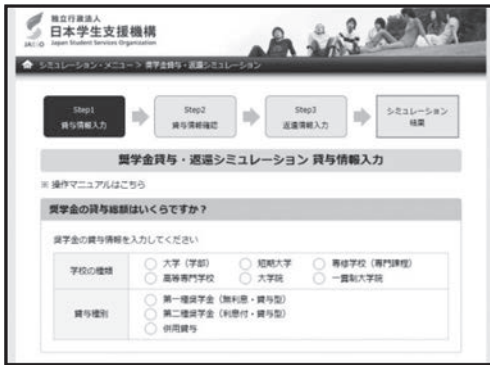 独立行政法人
日本学生支援機構
JASSO Japan Student Services Organization
シミュレーション・メニュー > 奨学金貸与・返還シミュレーション
Step1
貸与情報入力
Step2
貸与情報確認
Step3
返還情報入力
シミュレーション
結果
奨学金貸与・返還シミュレーション 貸与情報入力
※ 操作マニュアルはこちら
奨学金の貸与総額はいくらですか?
奨学金の貸与情報を入力してください
学校の種類
大学(学部) 短期大学 専修学校(専門課程)
高等専門学校 大学院 一貫制大学院
貸与種別
第一種奨学金(無利息・貸与型)
第二種奨学金(利息付・貸与型)
併用貸与